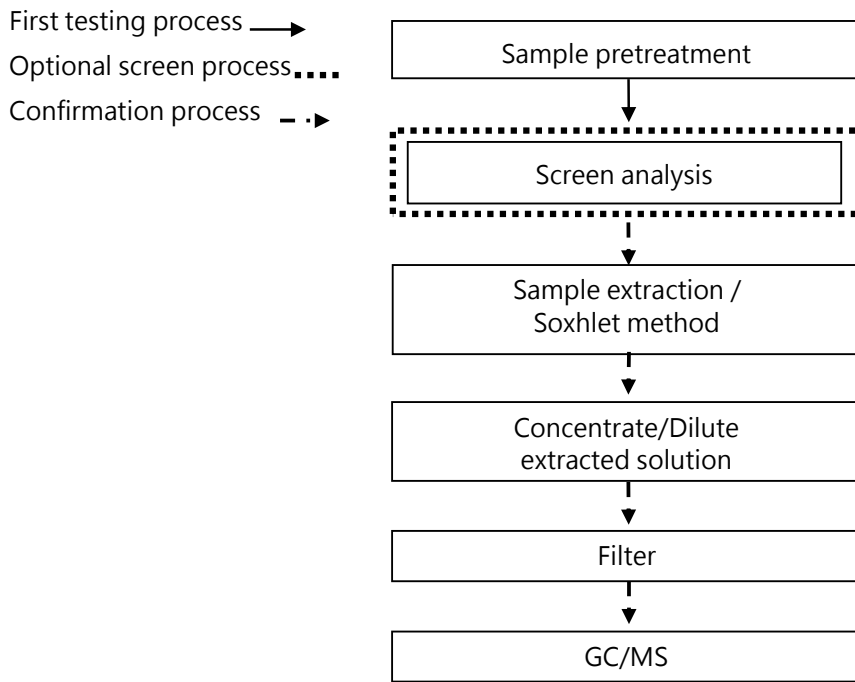 First testing process
Optional screen process
Confirmation process
Sample pretreatment
Screen analysis
Sample extraction /
Soxhlet method
Concentrate/Dilute
extracted solution
Filter
GC/MS